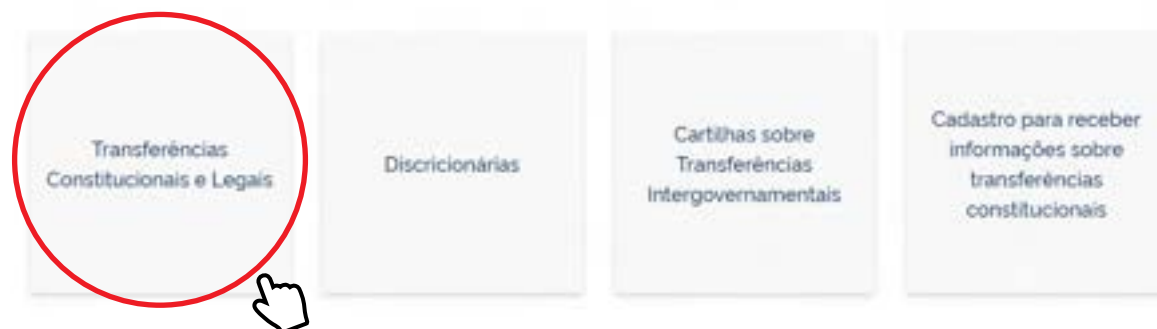 Transferências
Constitucionais e Legais
Discricionárias
Cartilhas sobre
Transferências
Intergovernamentais
Cadastro para receber
informações sobre
transferências
constitucionais